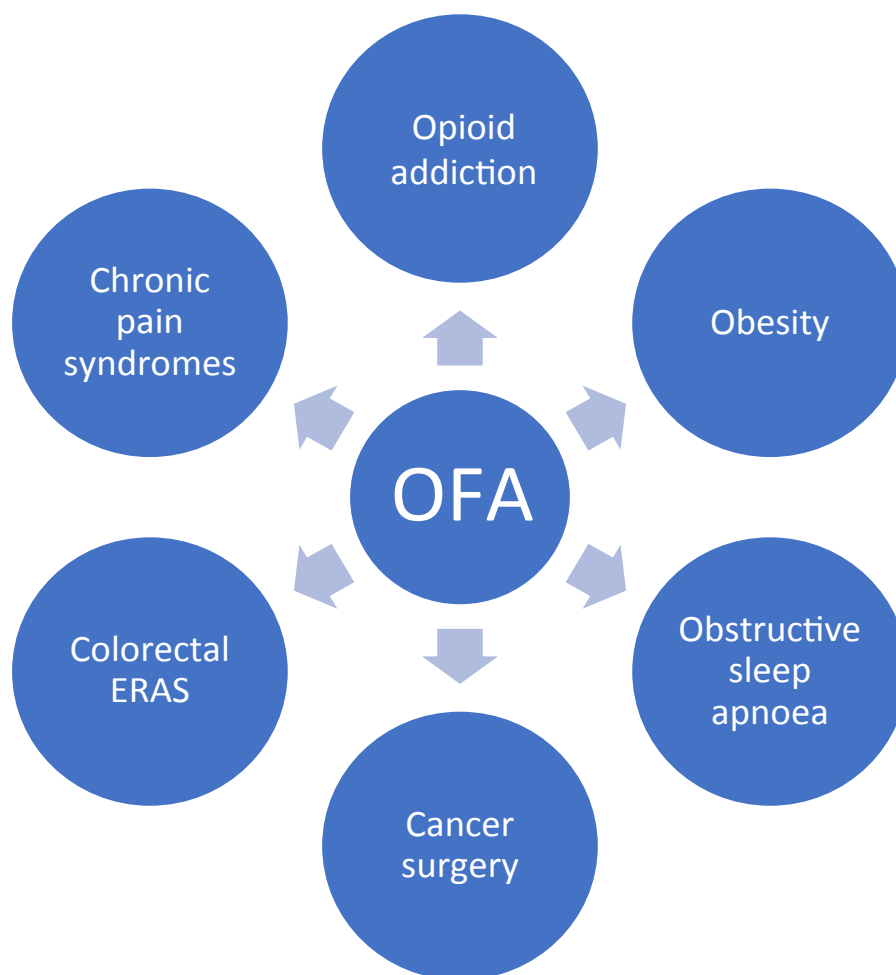 Opioid
addiction
Chronic
pain
syndromes
Obesity
OFA
Colorectal
ERAS
Obstructive
sleep
apnoea
Cancer
surgery